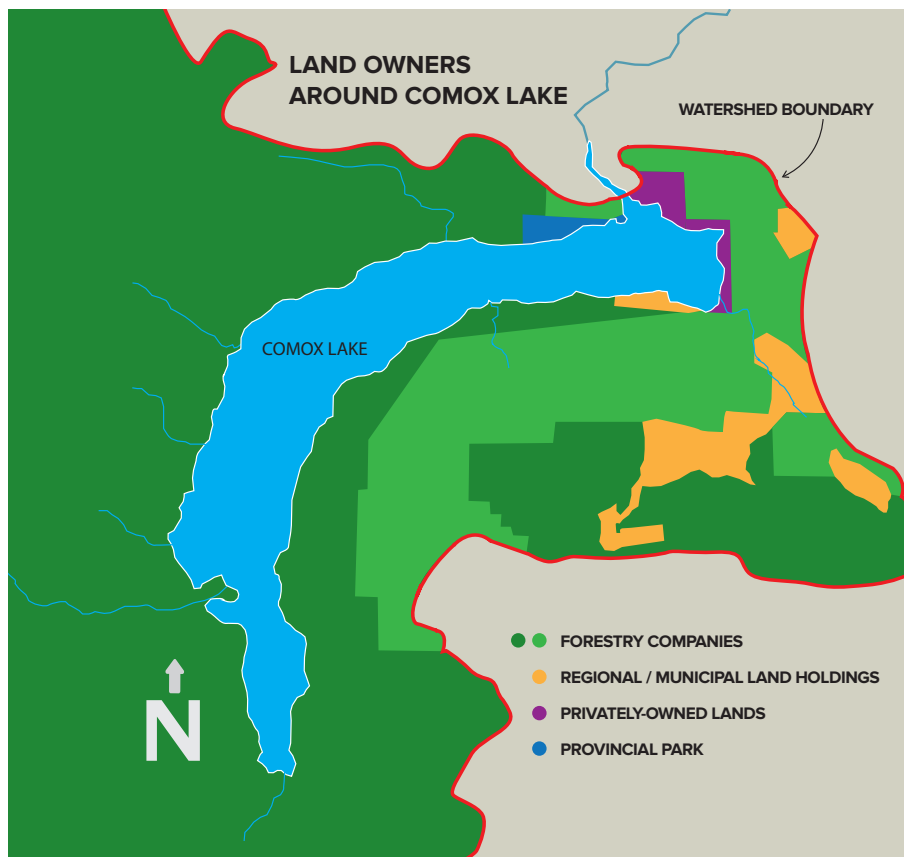 LAND OWNERS
AROUND COMOX LAKE
WATERSHED BOUNDARY
COMOX LAKE
FORESTRY COMPANIES
REGIONAL / MUNICIPAL LAND HOLDINGS
PRIVATELY-OWNED LANDS
PROVINCIAL PARK
N